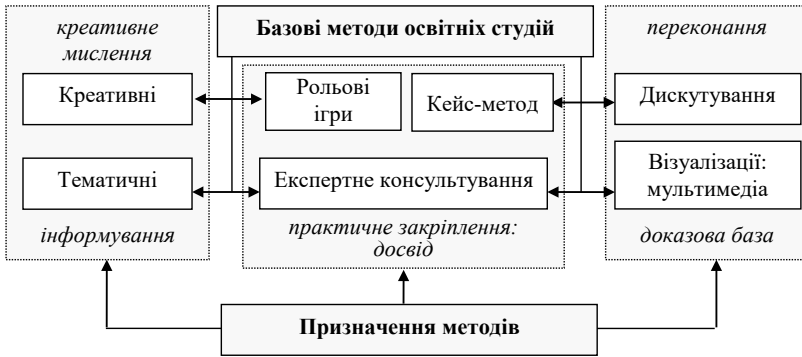 Базові методи освітніх студій
креативне
мислення
переконання
Креативні
Рольові
ігри
Кейс-метод
Дискутування
Тематичні
Експертне консультування
Візуалізації:
мультимедіа
інформування
практичне закріплення:
досвід
доказова база
Призначення методів